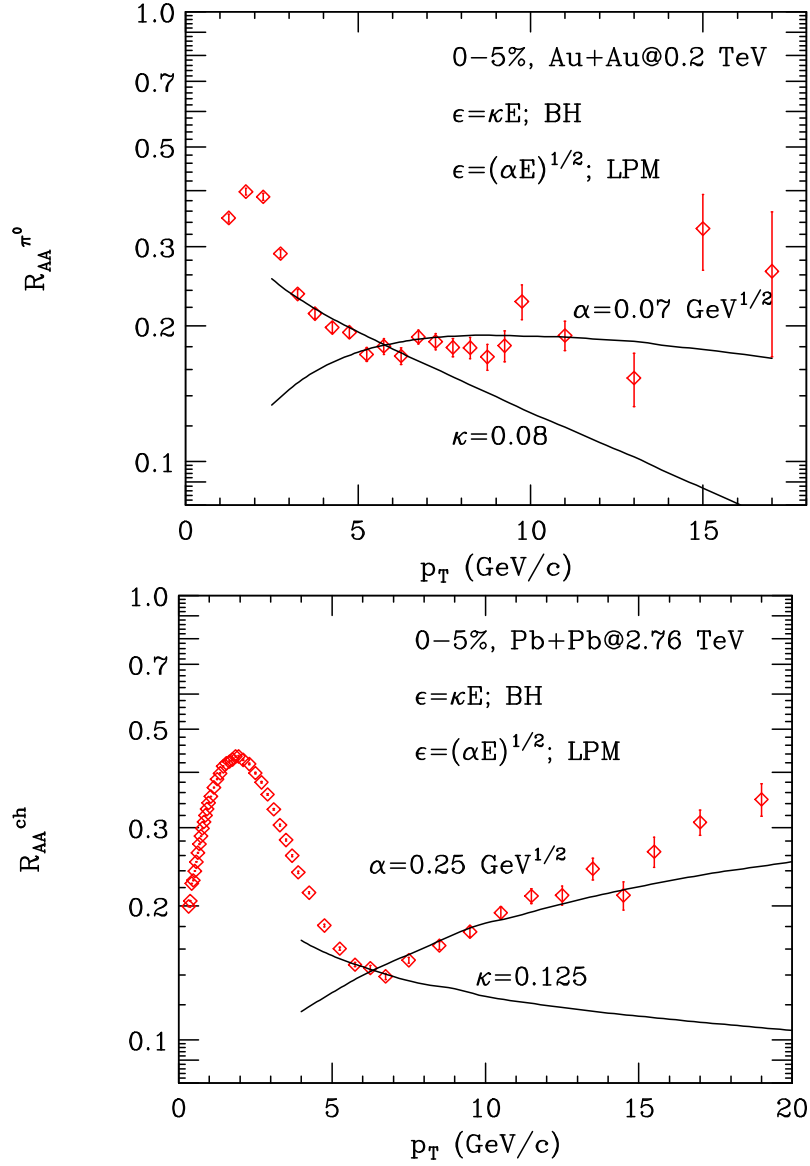 1.0
0.7
0.5
0.3
0.2
0.1
R_AA^π⁰
0−5%, Au+Au@0.2 TeV
ϵ=κE; BH
ϵ=(αE)^1/2; LPM
α=0.07 GeV^1/2
κ=0.08
0 5 10 15
p_T (GeV/c)
1.0
0.7
0.5
0.3
0.2
0.1
R_AA^ch
0−5%, Pb+Pb@2.76 TeV
ϵ=κE; BH
ϵ=(αE)^1/2; LPM
α=0.25 GeV^1/2
κ=0.125
0 5 10 15 20
p_T (GeV/c)